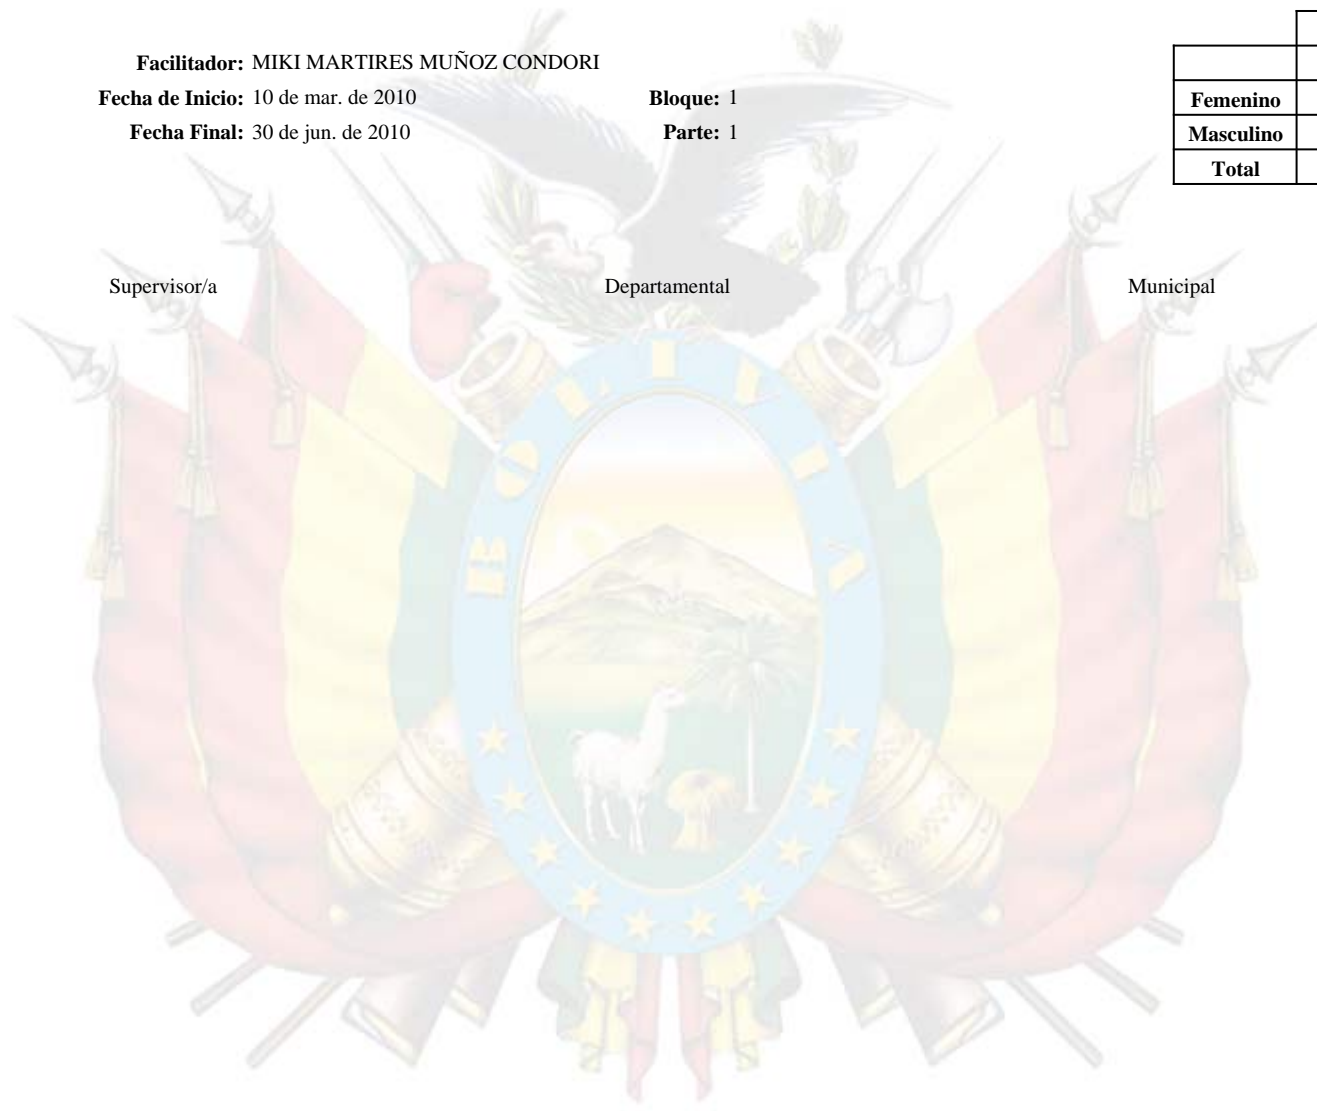 Facilitador: MIKI MARTIRES MUÑOZ CONDORI
Fecha de Inicio: 10 de mar. de 2010 Bloque: 1
Fecha Final: 30 de jun. de 2010 Parte: 1
Femenino
Masculino
Total
Supervisor/a Departamental Municipal
BOLIVIA